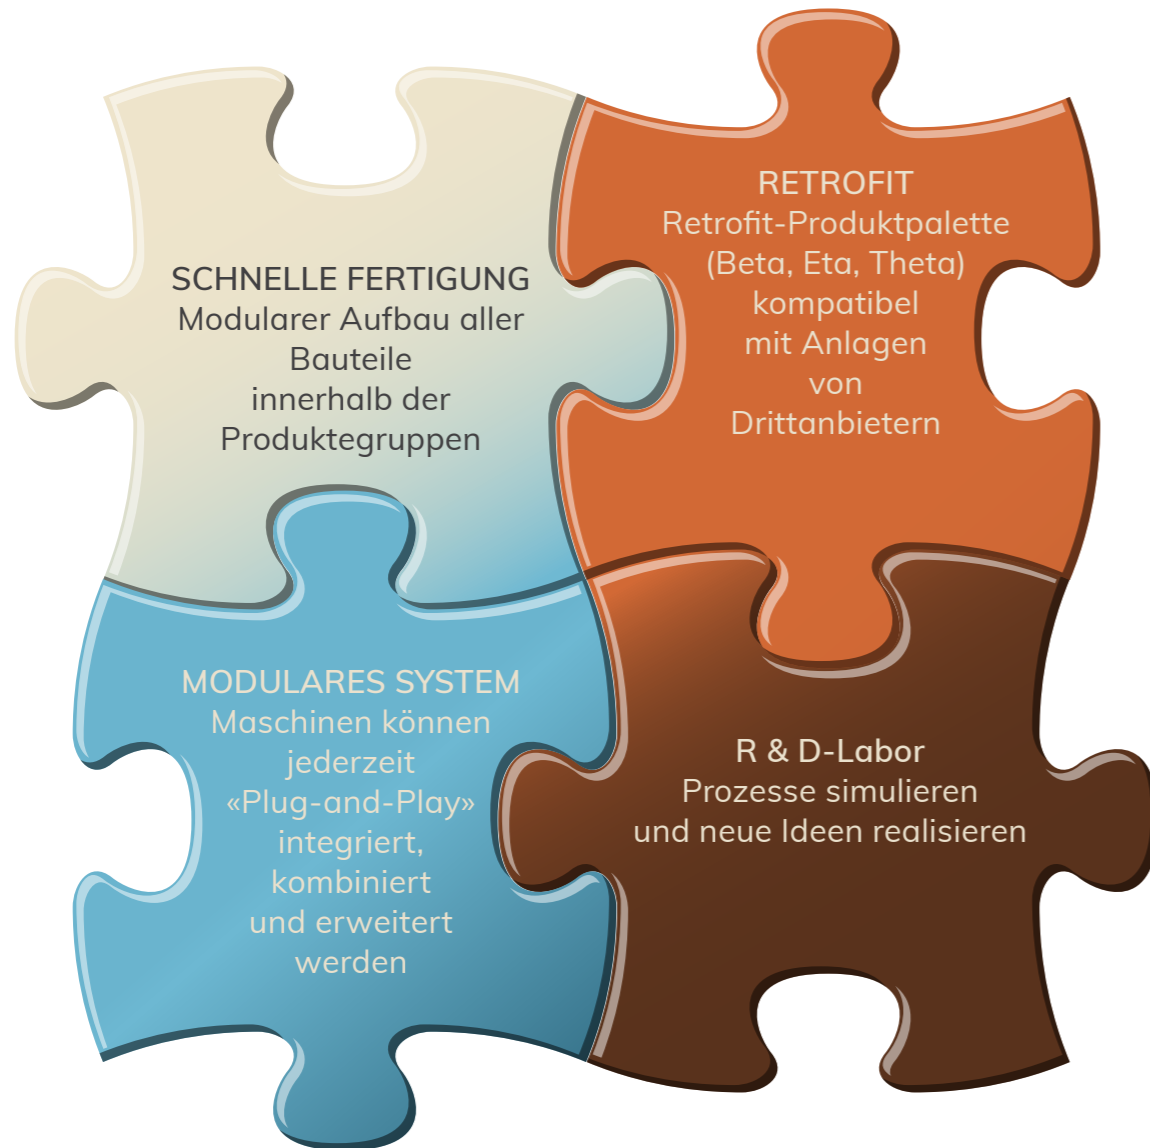 SCHNELLE FERTIGUNG
Modularer Aufbau aller
Bauteile
innerhalb der
Produktegruppen
RETROFIT
Retrofit-Produktpalette
(Beta, Eta, Theta)
kompatibel
mit Anlagen
von
Drittanbietern
MODULARES SYSTEM
Maschinen können
jederzeit
«Plug-and-Play»
integriert,
kombiniert
und erweitert
werden
R & D-Labor
Prozesse simulieren
und neue Ideen realisieren